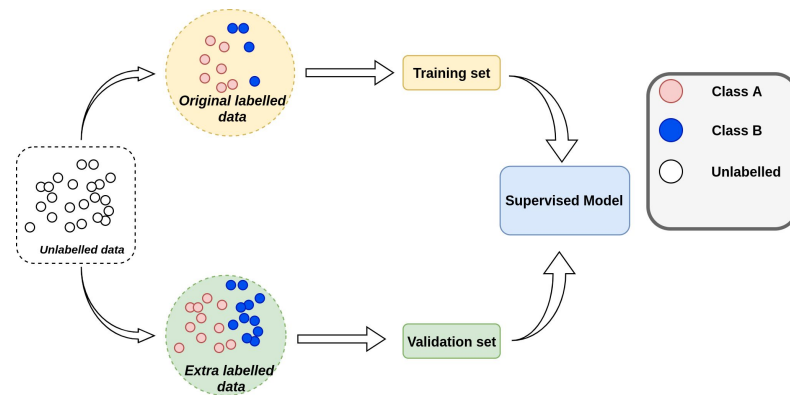 Original labelled
data
Training set
Class A
Class B
Unlabelled
Supervised Model
Unlabelled data
Extra labelled
data
Validation set